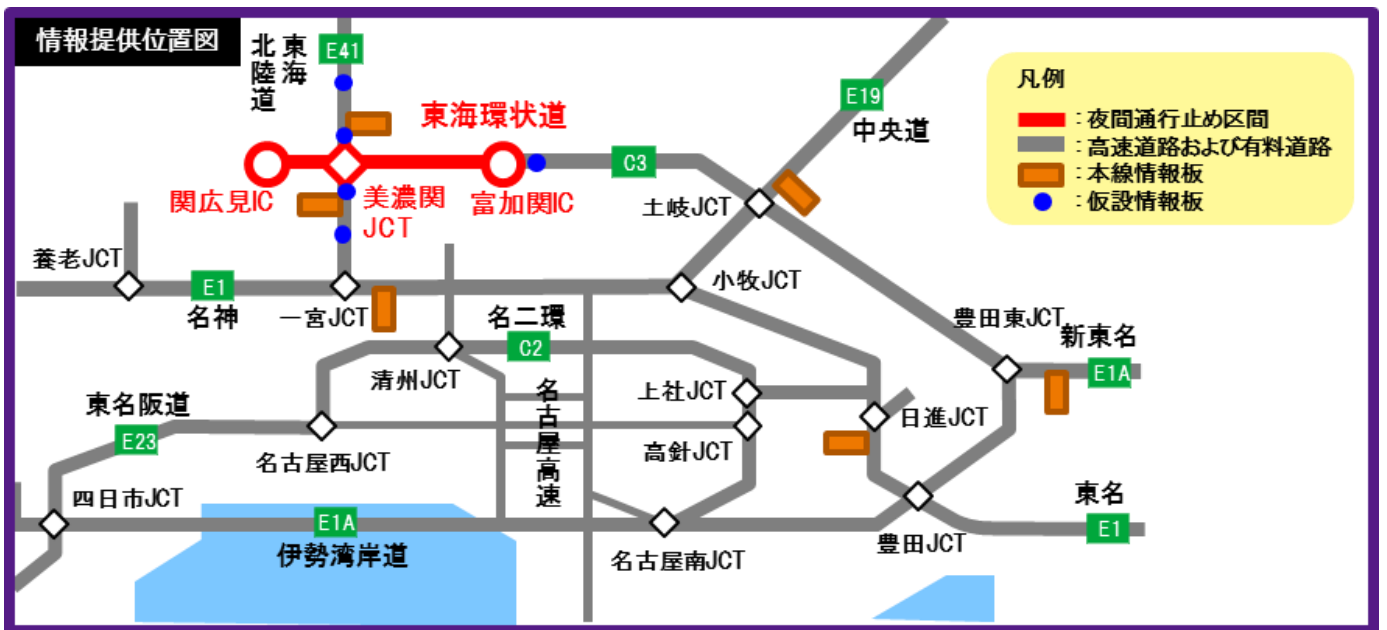 情報提供位置図
東海
北陸道
E41
東海環状道
E19
中央道
凡例
：夜間通行止め区間
：高速道路および有料道路
：本線情報板
：仮設情報板
C3
関広見IC
美濃関
JCT
富加関IC
土岐JCT
養老JCT
E1
名神
一宮JCT
小牧JCT
名二環
C2
豊田東JCT
新東名
E1A
清州JCT
名古屋高速
上社JCT
東名阪道
E23
日進JCT
名古屋西JCT
高針JCT
四日市JCT
E1A
伊勢湾岸道
名古屋南JCT
豊田JCT
東名
E1